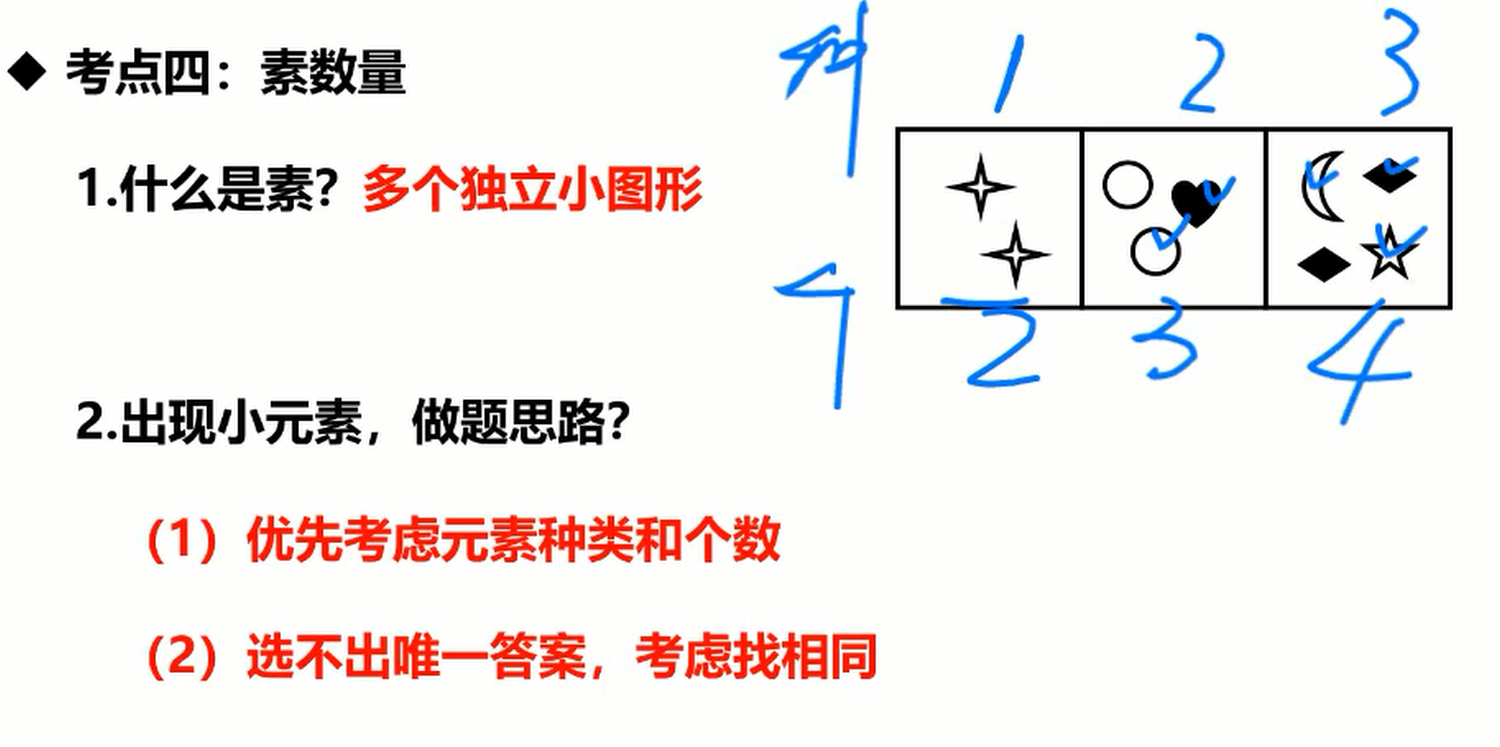 考点四：素数量
种 1 2 3
1.什么是素？多个独立小图形
个 2 3 4
2.出现小元素，做题思路？
（1）优先考虑元素种类和个数
（2）选不出唯一答案，考虑找相同